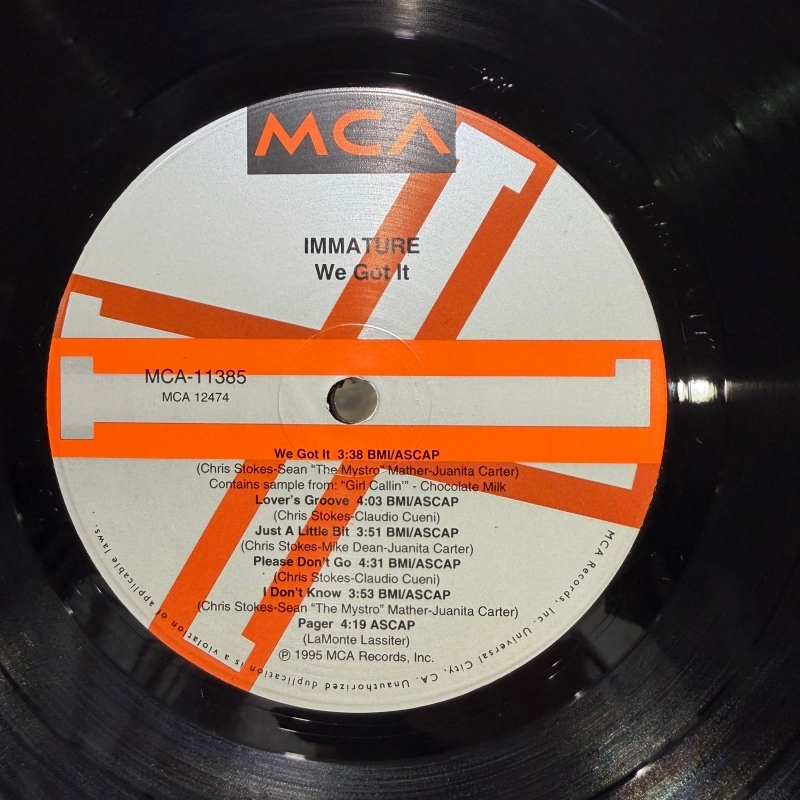 MCA
IMMATURE
We Got It
MCA-11385
MCA 12474
We Got It 3:38 BMI/ASCAP
(Chris Stokes-Sean “The Mystro” Mather-Juanita Carter)
Contains sample from: “Girl Callin’” - Chocolate Milk
Lover's Groove 4:03 BMI/ASCAP
(Chris Stokes-Claudio Cueni)
Just A Little Bit 3:51 BMI/ASCAP
(Chris Stokes-Mike Dean-Juanita Carter)
Please Don't Go 4:31 BMI/ASCAP
(Chris Stokes-Claudio Cueni)
I Don't Know 3:53 BMI/ASCAP
(Chris Stokes-Sean “The Mystro” Mather-Juanita Carter)
Pager 4:19 ASCAP
(LaMonte Lassiter)
℗ 1995 MCA Records, Inc.
MCA Records, Inc. Universal City, CA. Unauthorized duplication is a violation of applicable laws.